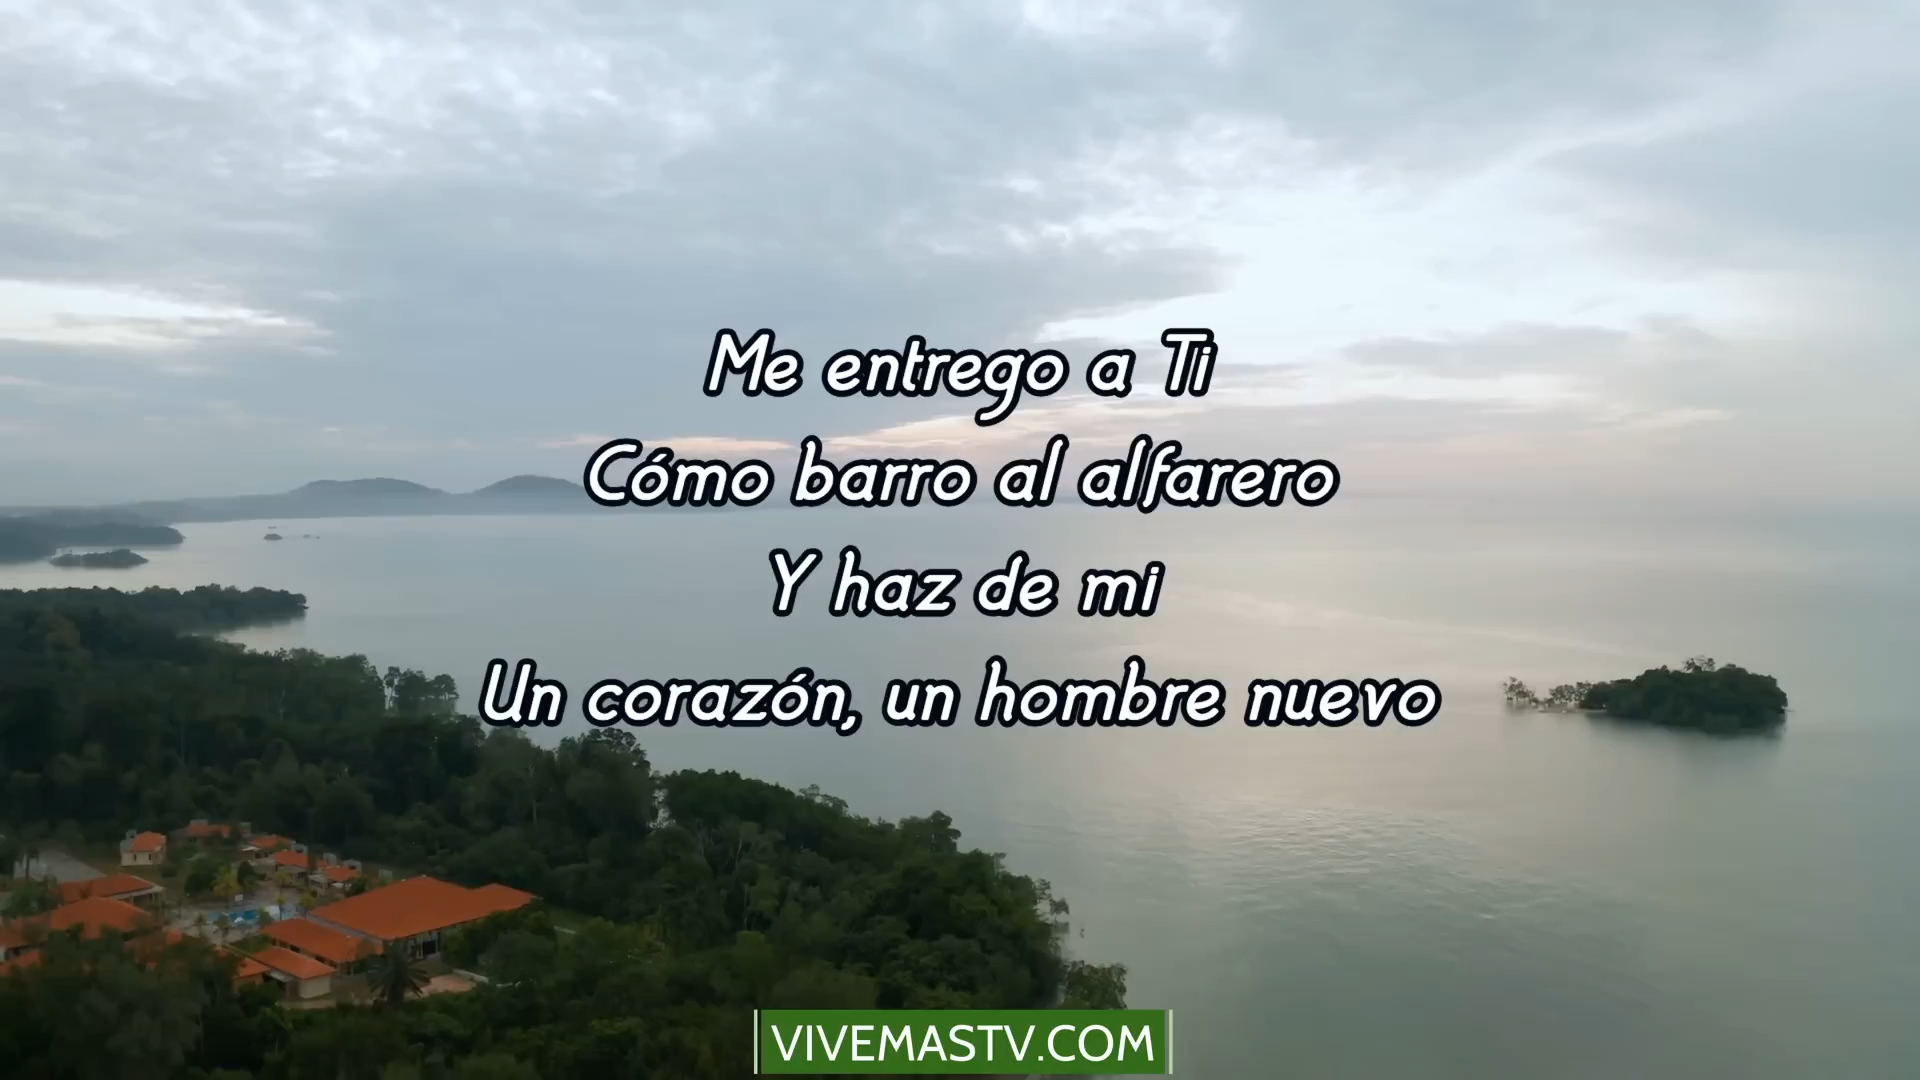 Me entrego a Ti
Cómo barro al alfarero
Y haz de mi
Un corazón, un hombre nuevo
VIVEMASTV.COM